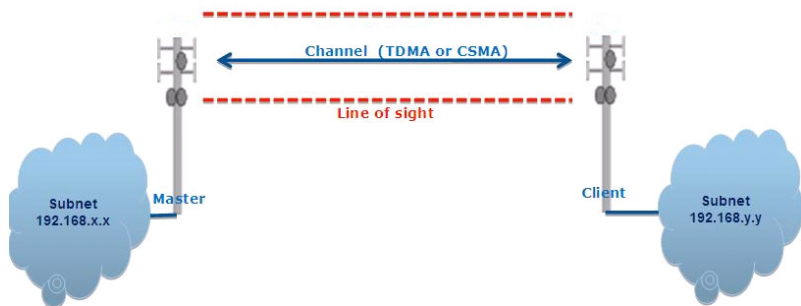 Channel (TDMA or CSMA)
Line of sight
Master
Client
Subnet
192.168.x.x
Subnet
192.168.y.y